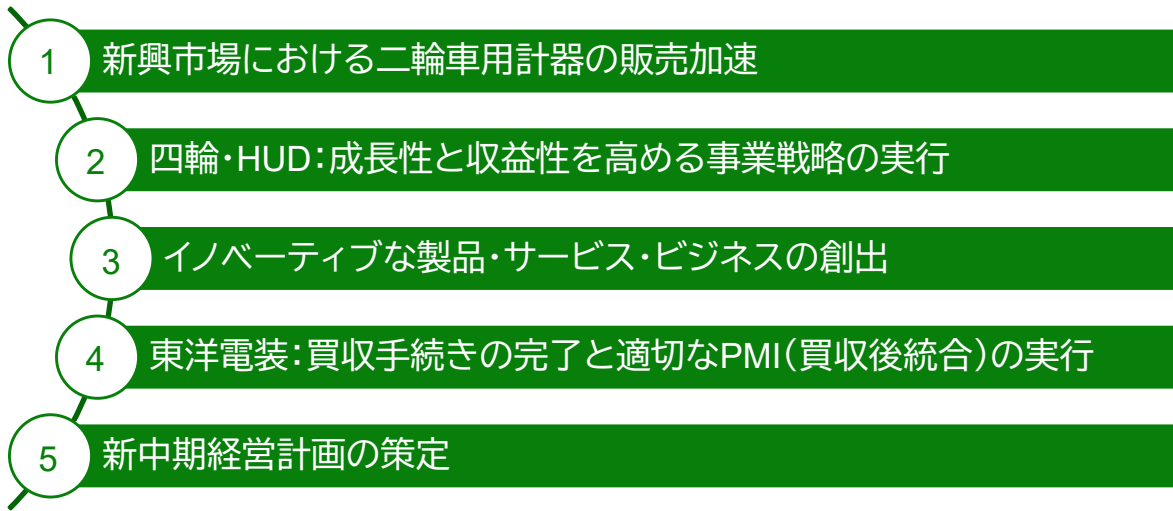 1 新興市場における二輪車用計器の販売加速
2 四輪・HUD：成長性と収益性を高める事業戦略の実行
3 イノベーティブな製品・サービス・ビジネスの創出
4 東洋電装：買収手続きの完了と適切なPMI（買収後統合）の実行
5 新中期経営計画の策定